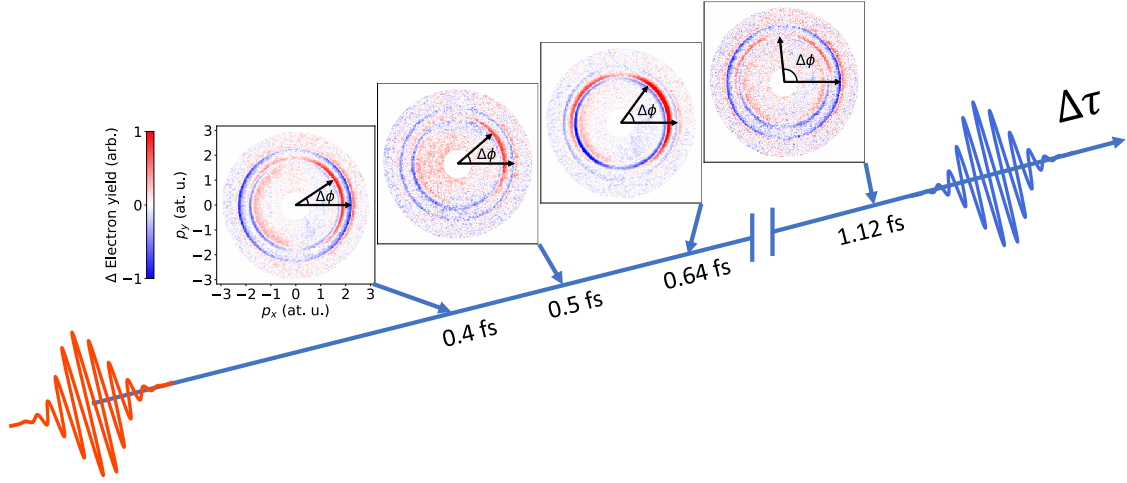 Δ Electron yield (arb.)
1
0
−1
p_y (at. u.)
3
2
1
0
−1
−2
−3
−3 −2 −1 0 1 2 3
p_x (at. u.)
Δϕ
Δϕ
Δϕ
Δϕ
0.4 fs
0.5 fs
0.64 fs
1.12 fs
Δτ